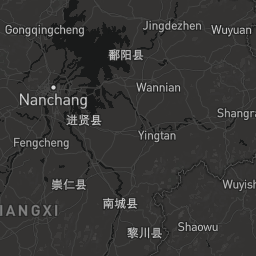 Jingdezhen
Gongqingcheng
Wuyuan
鄱阳县
Wannian
Nanchang
Shangra
进贤县
Yingtan
Fengcheng
崇仁县
Wuyish
IANGXI
南城县
Shaowu
黎川县